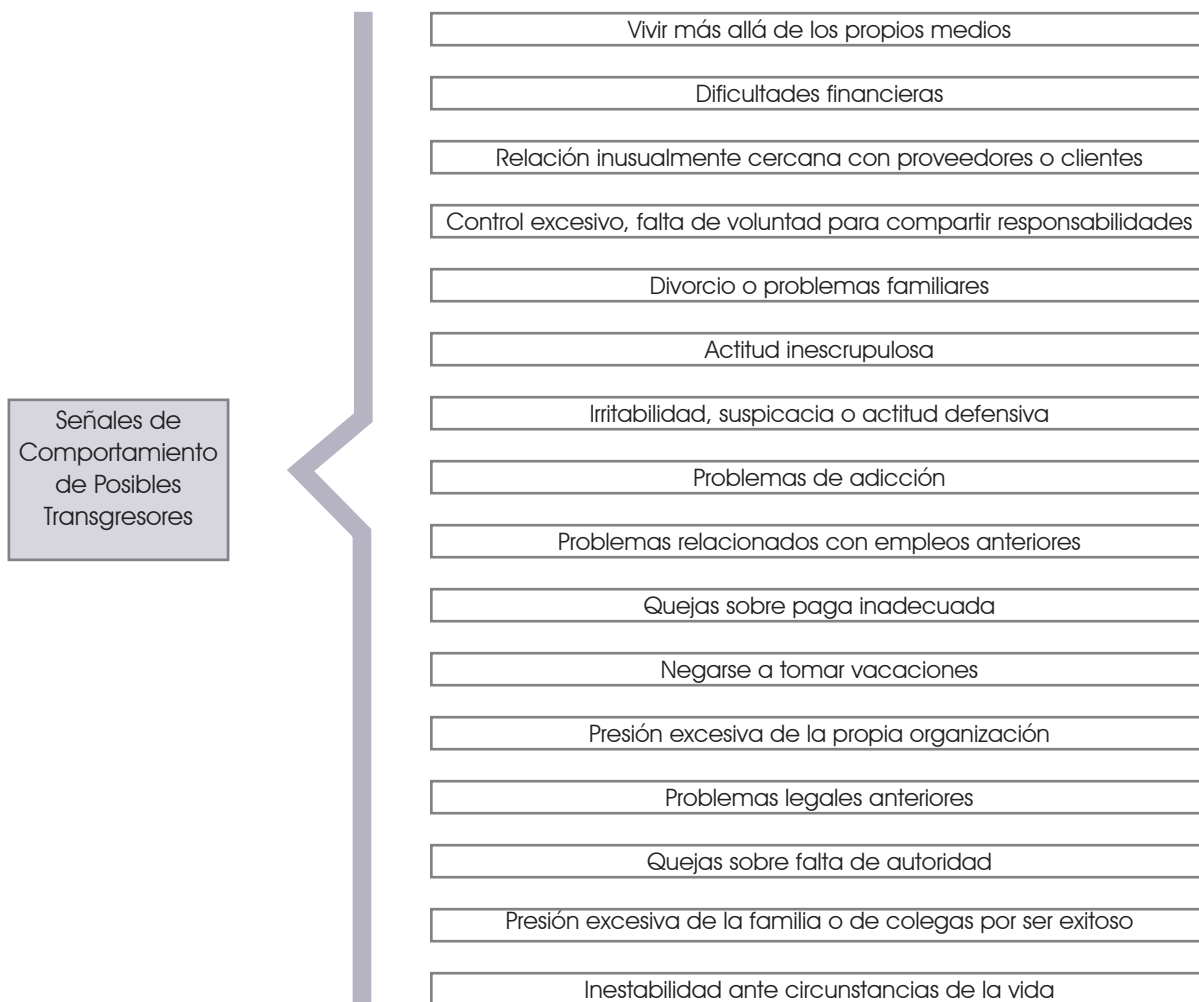 Vivir más allá de los propios medios
Dificultades financieras
Relación inusualmente cercana con proveedores o clientes
Control excesivo, falta de voluntad para compartir responsabilidades
Divorcio o problemas familiares
Actitud inescrupulosa
Señales de
Comportamiento
de Posibles
Transgresores
Irritabilidad, suspicacia o actitud defensiva
Problemas de adicción
Problemas relacionados con empleos anteriores
Quejas sobre paga inadecuada
Negarse a tomar vacaciones
Presión excesiva de la propia organización
Problemas legales anteriores
Quejas sobre falta de autoridad
Presión excesiva de la familia o de colegas por ser exitoso
Inestabilidad ante circunstancias de la vida